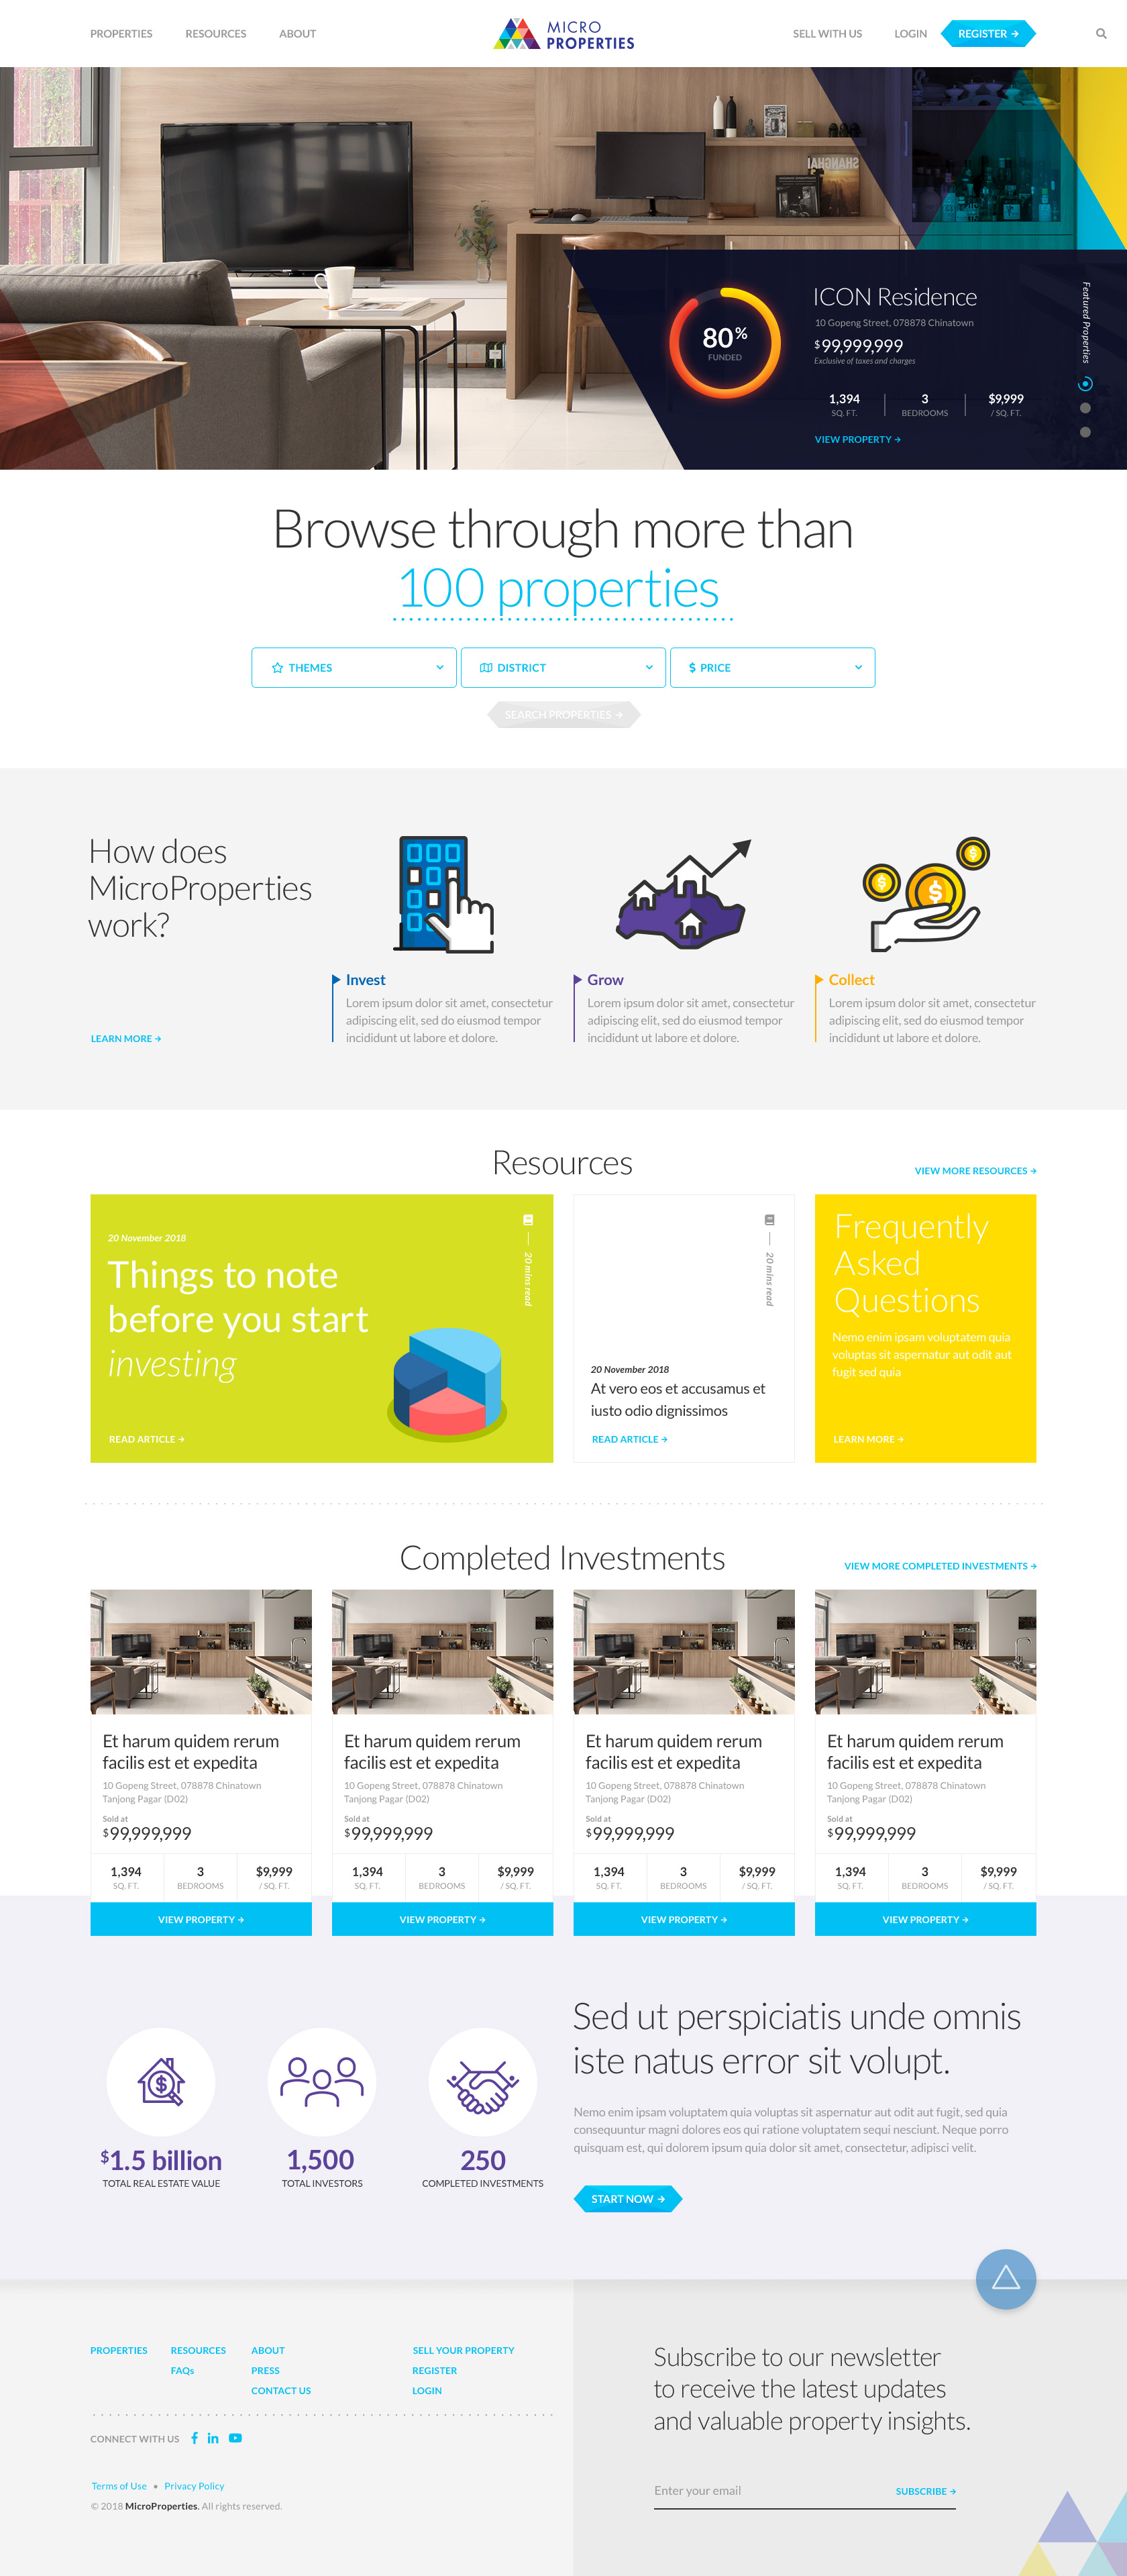 PROPERTIES
RESOURCES
ABOUT
MICRO
PROPERTIES
SELL WITH US
LOGIN
REGISTER →
SHANGHAI
ICON Residence
10 Gopeng Street, 078878 Chinatown
$99,999,999
Exclusive of taxes and charges
80%
FUNDED
1,394
SQ. FT.
3
BEDROOMS
$9,999
/ SQ. FT.
VIEW PROPERTY →
Featured Properties
Browse through more than
100 properties
THEMES
DISTRICT
$ PRICE
SEARCH PROPERTIES →
How does
MicroProperties
work?
LEARN MORE →
Invest
Lorem ipsum dolor sit amet, consectetur
adipiscing elit, sed do eiusmod tempor
incididunt ut labore et dolore.
Grow
Lorem ipsum dolor sit amet, consectetur
adipiscing elit, sed do eiusmod tempor
incididunt ut labore et dolore.
Collect
Lorem ipsum dolor sit amet, consectetur
adipiscing elit, sed do eiusmod tempor
incididunt ut labore et dolore.
Resources
VIEW MORE RESOURCES →
20 November 2018
Things to note
before you start
investing
READ ARTICLE →
20 mins read
20 mins read
20 November 2018
At vero eos et accusamus et
iusto odio dignissimos
READ ARTICLE →
Frequently
Asked
Questions
Nemo enim ipsam voluptatem quia
voluptas sit aspernatur aut odit aut
fugit sed quia
LEARN MORE →
Completed Investments
VIEW MORE COMPLETED INVESTMENTS →
Et harum quidem rerum
facilis est et expedita
10 Gopeng Street, 078878 Chinatown
Tanjong Pagar (D02)
Sold at
$99,999,999
1,394
SQ. FT.
3
BEDROOMS
$9,999
/ SQ. FT.
VIEW PROPERTY →
Et harum quidem rerum
facilis est et expedita
10 Gopeng Street, 078878 Chinatown
Tanjong Pagar (D02)
Sold at
$99,999,999
1,394
SQ. FT.
3
BEDROOMS
$9,999
/ SQ. FT.
VIEW PROPERTY →
Et harum quidem rerum
facilis est et expedita
10 Gopeng Street, 078878 Chinatown
Tanjong Pagar (D02)
Sold at
$99,999,999
1,394
SQ. FT.
3
BEDROOMS
$9,999
/ SQ. FT.
VIEW PROPERTY →
Et harum quidem rerum
facilis est et expedita
10 Gopeng Street, 078878 Chinatown
Tanjong Pagar (D02)
Sold at
$99,999,999
1,394
SQ. FT.
3
BEDROOMS
$9,999
/ SQ. FT.
VIEW PROPERTY →
$1.5 billion
TOTAL REAL ESTATE VALUE
1,500
TOTAL INVESTORS
250
COMPLETED INVESTMENTS
Sed ut perspiciatis unde omnis
iste natus error sit volupt.
Nemo enim ipsam voluptatem quia voluptas sit aspernatur aut odit aut fugit, sed quia
consequuntur magni dolores eos qui ratione voluptatem sequi nesciunt. Neque porro
quisquam est, qui dolorem ipsum quia dolor sit amet, consectetur, adipisci velit.
START NOW →
PROPERTIES
RESOURCES
FAQs
ABOUT
PRESS
CONTACT US
SELL YOUR PROPERTY
REGISTER
LOGIN
CONNECT WITH US
Terms of Use • Privacy Policy
© 2018 MicroProperties. All rights reserved.
Subscribe to our newsletter
to receive the latest updates
and valuable property insights.
Enter your email
SUBSCRIBE →